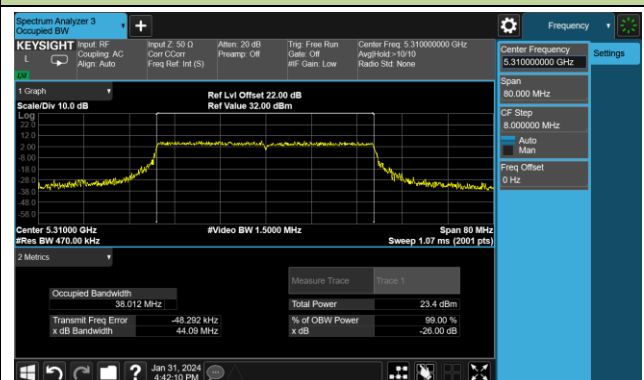 Spectrum Analyzer 3
Occupied BW
Frequency
KEYSIGHT
L
Input: RF
Coupling: AC
Align: Auto
Input Z: 50 Ω
Corr CCorr
Freq Ref: Int (S)
Atten: 20 dB
Preamp: Off
Trig: Free Run
Gate: Off
#IF Gain: Low
Center Freq: 5.310000000 GHz
Avg|Hold:>10/10
Radio Std: None
Center Frequency
5.310000000 GHz
Settings
Span
80.000 MHz
CF Step
8.000000 MHz
Auto
Man
Freq Offset
0 Hz
1 Graph
Ref Lvl Offset 22.00 dB
Scale/Div 10.0 dB
Ref Value 32.00 dBm
Log
22.0
12.0
2.00
-8.00
-18.0
-28.0
-38.0
-48.0
-58.0
Center 5.31000 GHz
#Video BW 1.5000 MHz
Span 80 MHz
#Res BW 470.00 kHz
Sweep 1.07 ms (2001 pts)
2 Metrics
Measure Trace
Trace 1
Occupied Bandwidth
38.012 MHz
Total Power
23.4 dBm
Transmit Freq Error
-48.292 kHz
% of OBW Power
99.00 %
x dB Bandwidth
44.09 MHz
x dB
-26.00 dB
Jan 31, 2024
4:42:10 PM